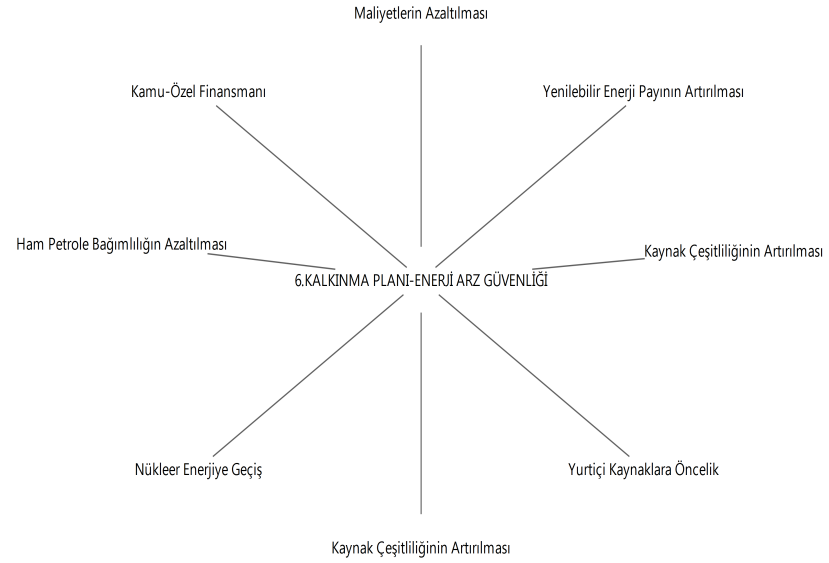 Maliyetlerin Azaltılması
Kamu-Özel Finansmanı
Yenilebilir Enerji Payının Artırılması
Ham Petrole Bağımlılığın Azaltılması
Kaynak Çeşitliliğinin Artırılması
6.KALKINMA PLANI-ENERJİ ARZ GÜVENLİĞİ
Nükleer Enerjiye Geçiş
Yurtiçi Kaynaklara Öncelik
Kaynak Çeşitliliğinin Artırılması